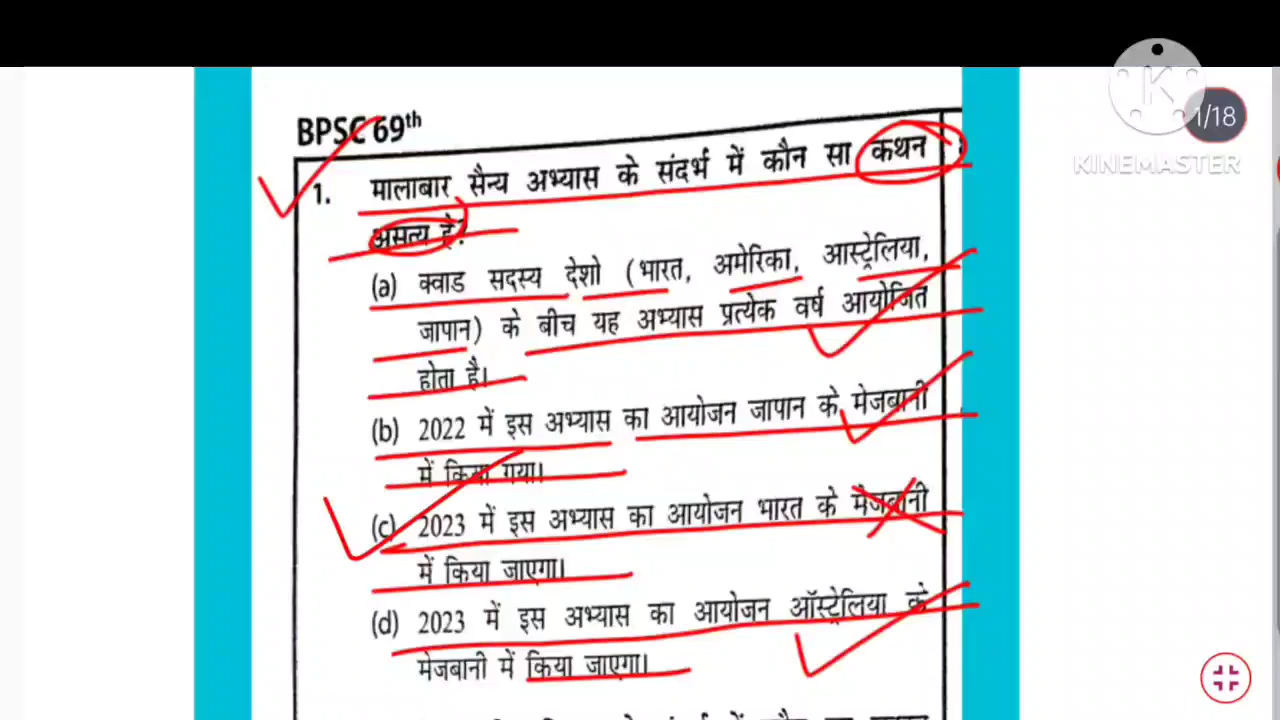 1/18
KINEMASTER
BPSC 69th
1. मालाबार सैन्य अभ्यास के संदर्भ में कौन सा कथन
असत्य है?
(a) क्वाड सदस्य देशो (भारत, अमेरिका, आस्ट्रेलिया,
जापान) के बीच यह अभ्यास प्रत्येक वर्ष आयोजित
होता है।
(b) 2022 में इस अभ्यास का आयोजन जापान के मेजबानी
में किया गया।
(c) 2023 में इस अभ्यास का आयोजन भारत के मेजबानी
में किया जाएगा।
(d) 2023 में इस अभ्यास का आयोजन ऑस्ट्रेलिया के
मेजबानी में किया जाएगा।